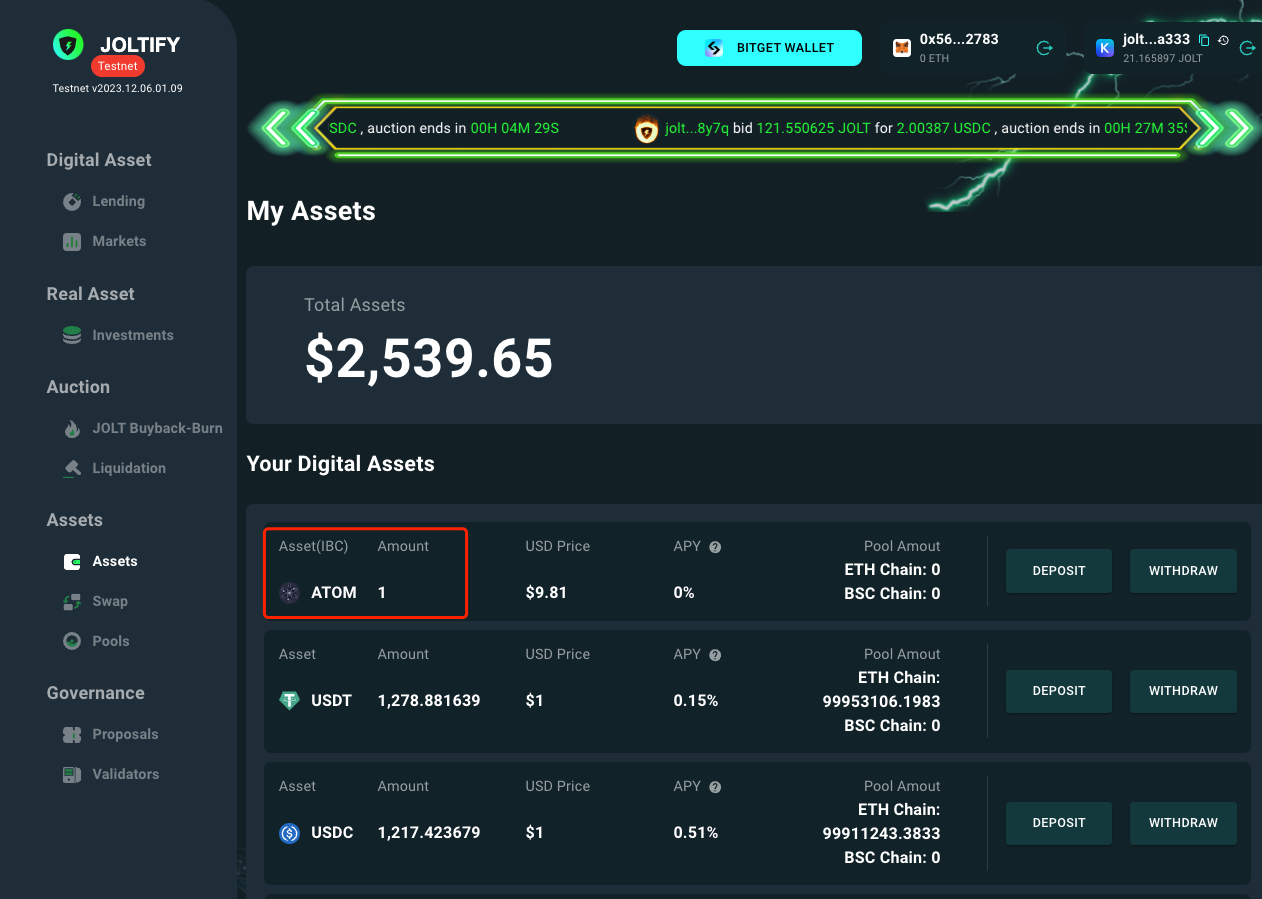 JOLTIFY
Testnet
Testnet v2023.12.06.01.09
BITGET WALLET
0x56...2783
0 ETH
jolt...a333
21.165897 JOLT
SDC , auction ends in 00H 04M 29S
jolt...8y7q bid 121.550625 JOLT for 2.00387 USDC , auction ends in 00H 27M 35S
Digital Asset
Lending
Markets
Real Asset
Investments
Auction
JOLT Buyback-Burn
Liquidation
Assets
Assets
Swap
Pools
Governance
Proposals
Validators
My Assets
Total Assets
$2,539.65
Your Digital Assets
Asset(IBC) Amount USD Price APY ? Pool Amout
ATOM 1 $9.81 0% ETH Chain: 0
BSC Chain: 0
DEPOSIT WITHDRAW
Asset Amount USD Price APY ? Pool Amout
USDT 1,278.881639 $1 0.15% ETH Chain:
99953106.1983
BSC Chain: 0
DEPOSIT WITHDRAW
Asset Amount USD Price APY ? Pool Amout
USDC 1,217.423679 $1 0.51% ETH Chain:
99911243.3833
BSC Chain: 0
DEPOSIT WITHDRAW